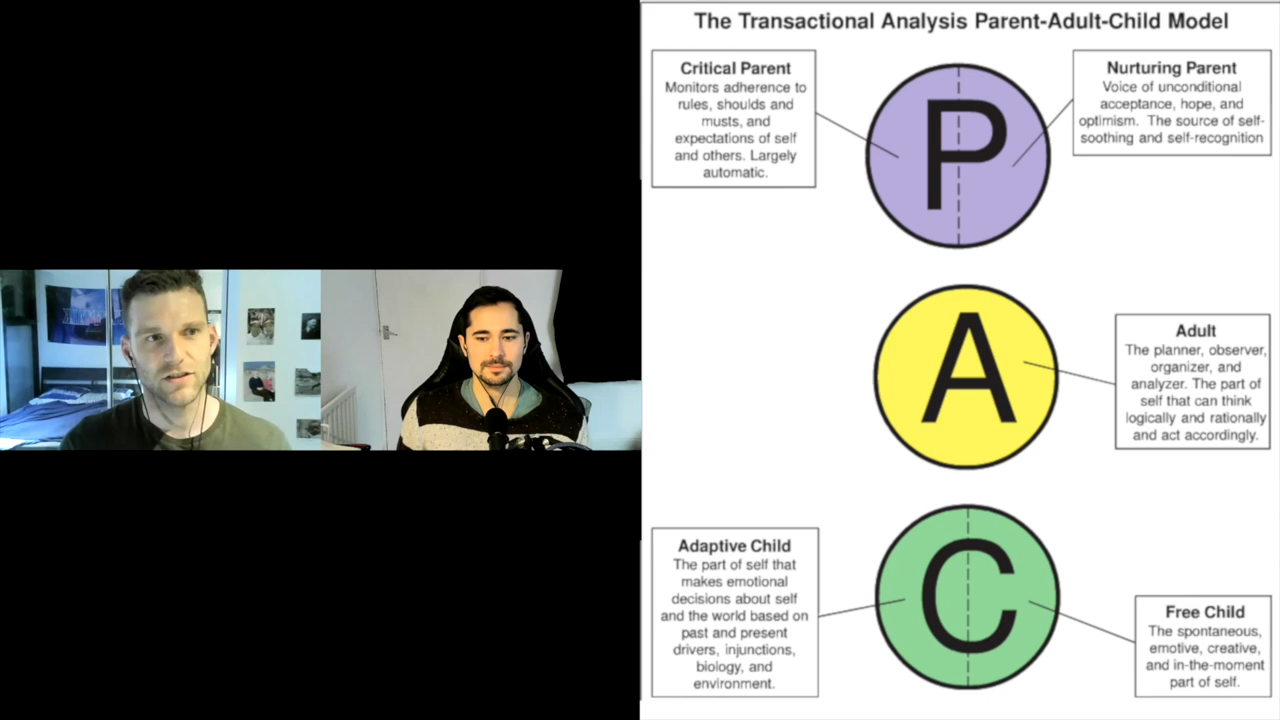 The Transactional Analysis Parent-Adult-Child Model
Critical Parent
Monitors adherence to
rules, shoulds and
musts, and
expectations of self
and others. Largely
automatic.
P
Nurturing Parent
Voice of unconditional
acceptance, hope, and
optimism. The source of self-
soothing and self-recognition
A
Adult
The planner, observer,
organizer, and
analyzer. The part of
self that can think
logically and rationally
and act accordingly.
Adaptive Child
The part of self that
makes emotional
decisions about self
and the world based on
past and present
drivers, injunctions,
biology, and
environment.
C
Free Child
The spontaneous,
emotive, creative,
and in-the-moment
part of self.